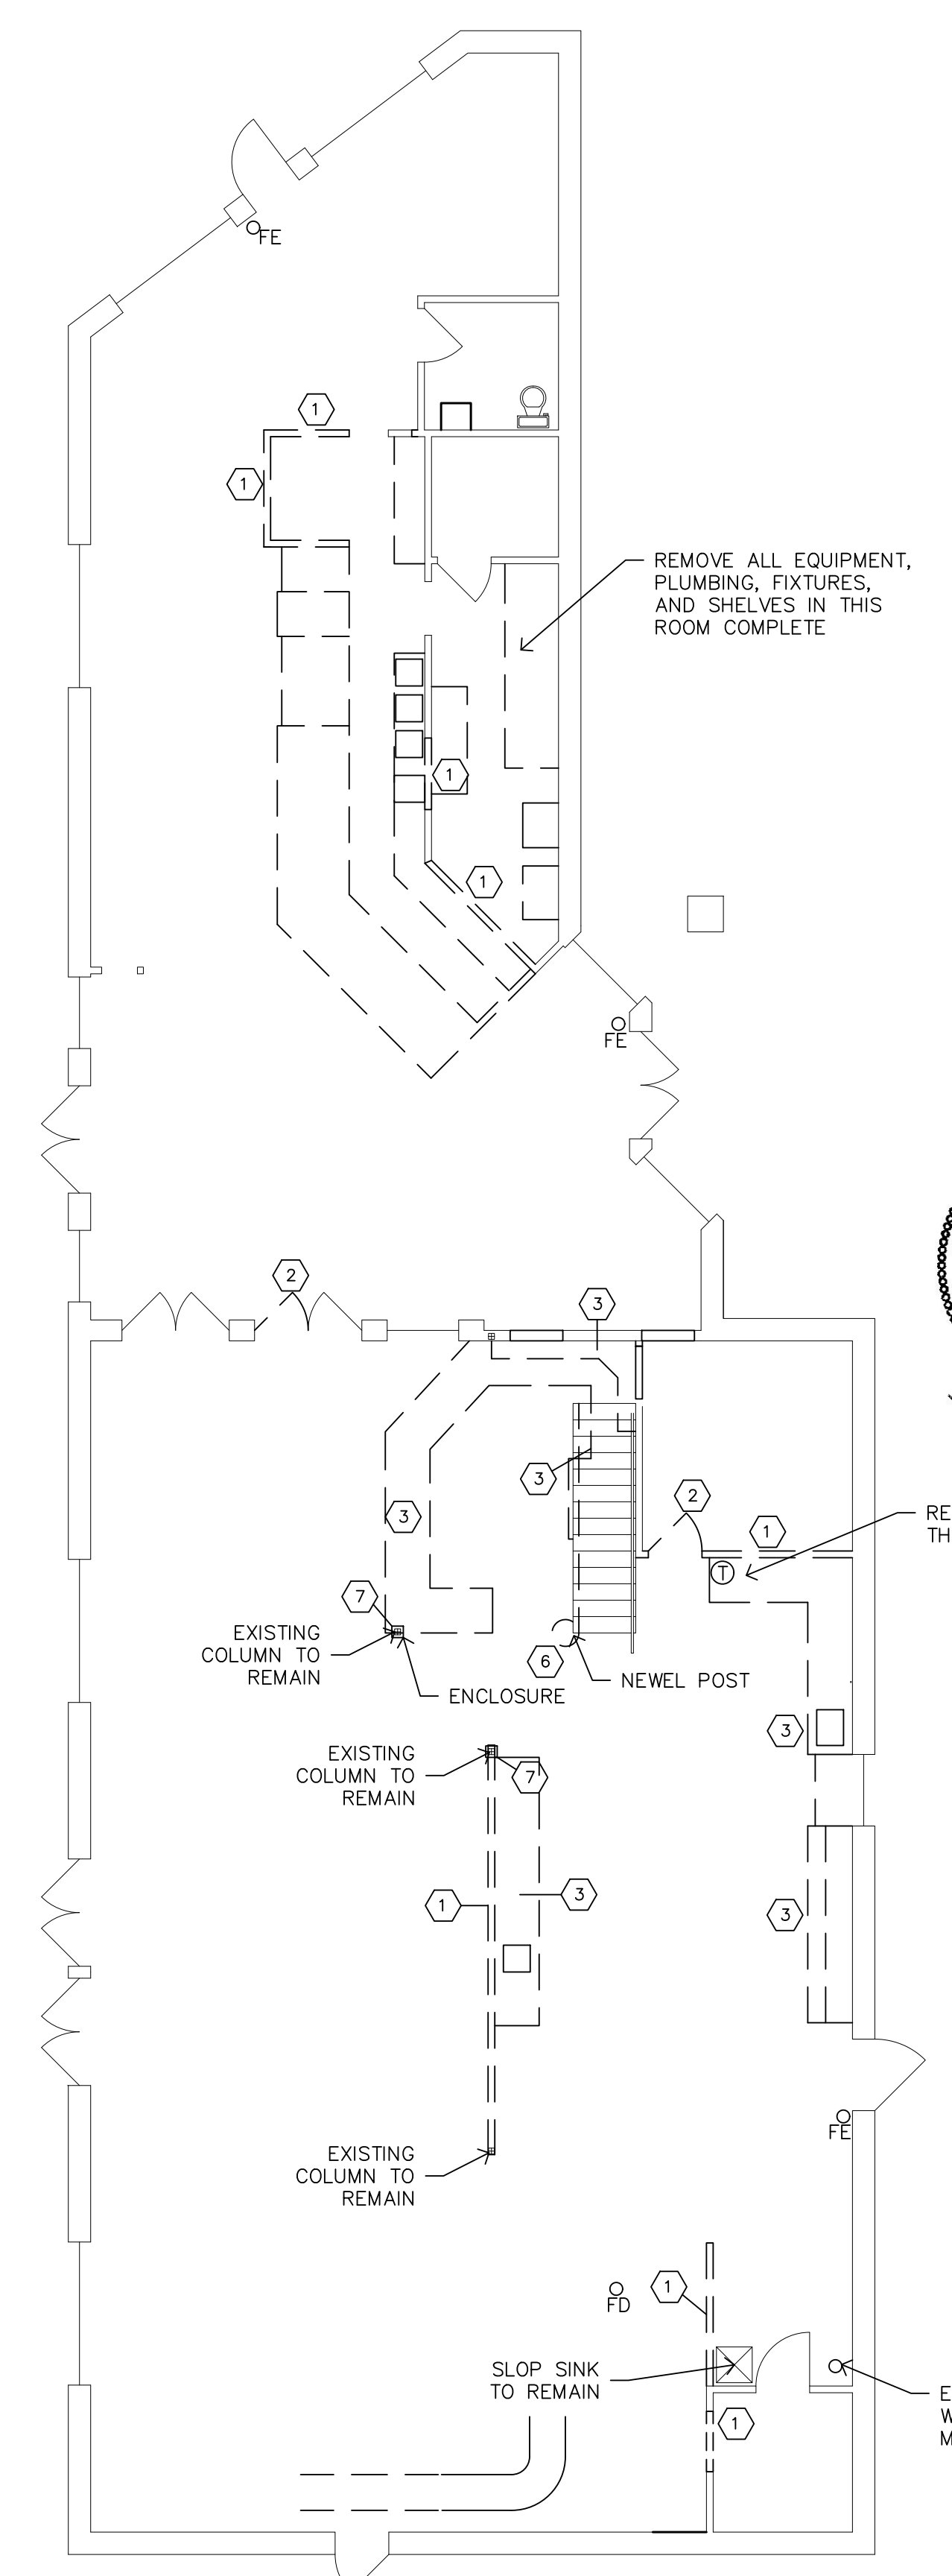 FE
1
1
REMOVE ALL EQUIPMENT,
PLUMBING, FIXTURES,
AND SHELVES IN THIS
ROOM COMPLETE
1
1
FE
2
3
3
2
3
1
RE
TH
T
7
EXISTING
COLUMN TO
REMAIN
6
NEWEL POST
ENCLOSURE
3
EXISTING
COLUMN TO
REMAIN
7
3
1
3
FE
EXISTING
COLUMN TO
REMAIN
1
FD
SLOP SINK
TO REMAIN
E
W
M
1